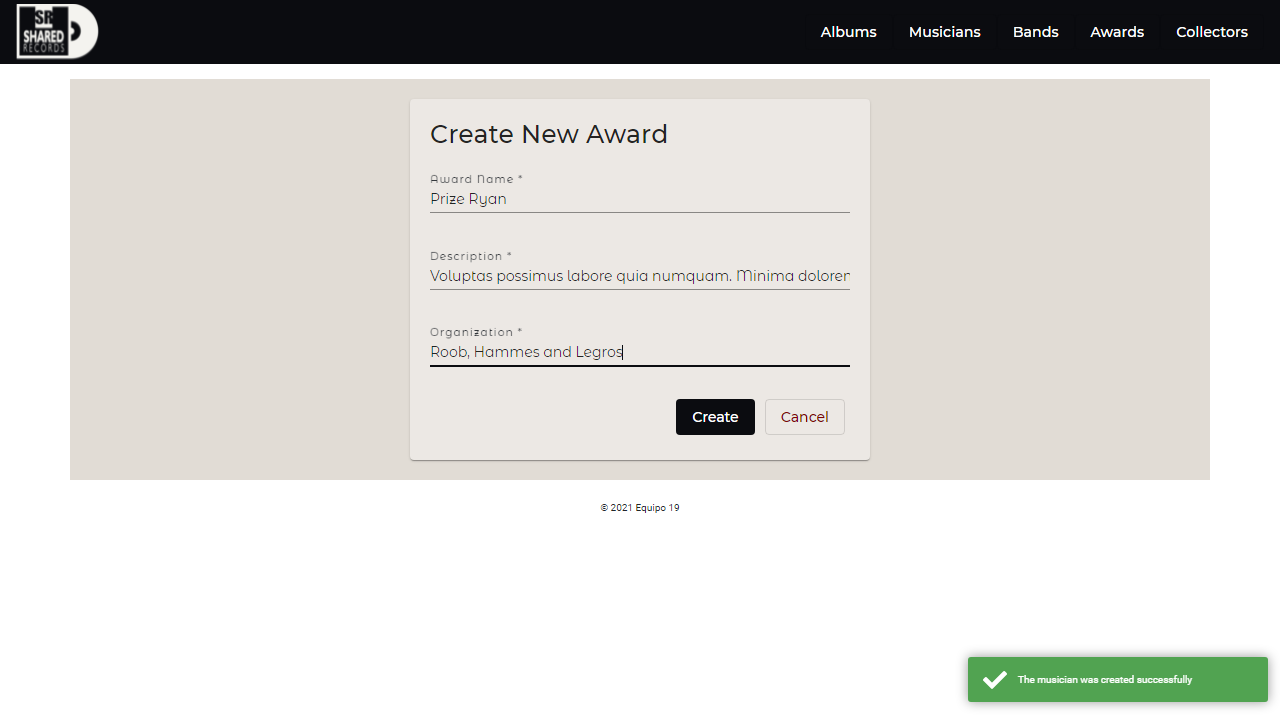 SR
SHARED
RECORDS
Albums
Musicians
Bands
Awards
Collectors
Create New Award
Award Name *
Prize Ryan
Description *
Voluptas possimus labore quia numquam. Minima dolorem
Organization *
Roob, Hammes and Legros
Create
Cancel
© 2021 Equipo 19
The musician was created successfully